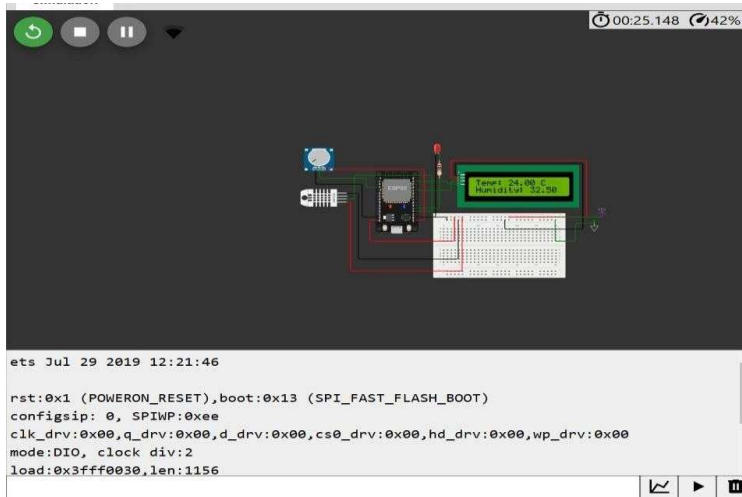 00:25.148 42%
ESP32
Temp: 24.00 C
Humidity: 32.50
ets Jul 29 2019 12:21:46
rst:0x1 (POWERON_RESET),boot:0x13 (SPI_FAST_FLASH_BOOT)
configsip: 0, SPIWP:0xee
clk_drv:0x00,q_drv:0x00,d_drv:0x00,cs0_drv:0x00,hd_drv:0x00,wp_drv:0x00
mode:DIO, clock div:2
load:0x3fff0030,len:1156